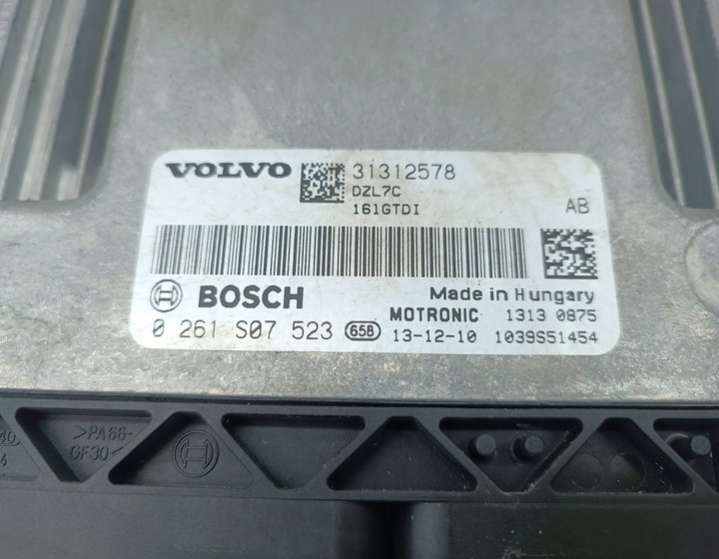 VOLVO 31312578
DZL7C
161GTDI AB
BOSCH Made in Hungary
MOTRONIC 1313 0875
0 261 S07 523 65B 13-12-10 1039S51454
>PA66-
GF30<